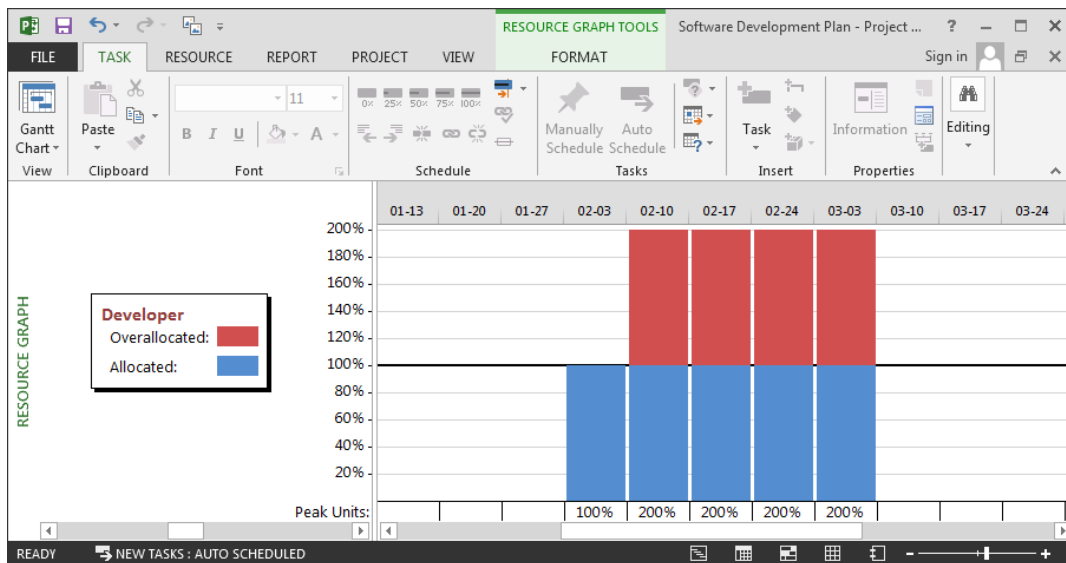 RESOURCE GRAPH TOOLS Software Development Plan - Project ... ?
FILE TASK RESOURCE REPORT PROJECT VIEW FORMAT Sign in
Gantt Chart Paste 11 B I U A 0% 25% 50% 75% 100% Manually Schedule Auto Schedule ? Task Information Editing
View Clipboard Font Schedule Tasks Insert Properties
01-13 01-20 01-27 02-03 02-10 02-17 02-24 03-03 03-10 03-17 03-24
200%
180%
160%
140%
120%
100%
80%
60%
40%
20%
RESOURCE GRAPH
Developer
Overallocated:
Allocated:
Peak Units: 100% 200% 200% 200% 200%
READY NEW TASKS : AUTO SCHEDULED